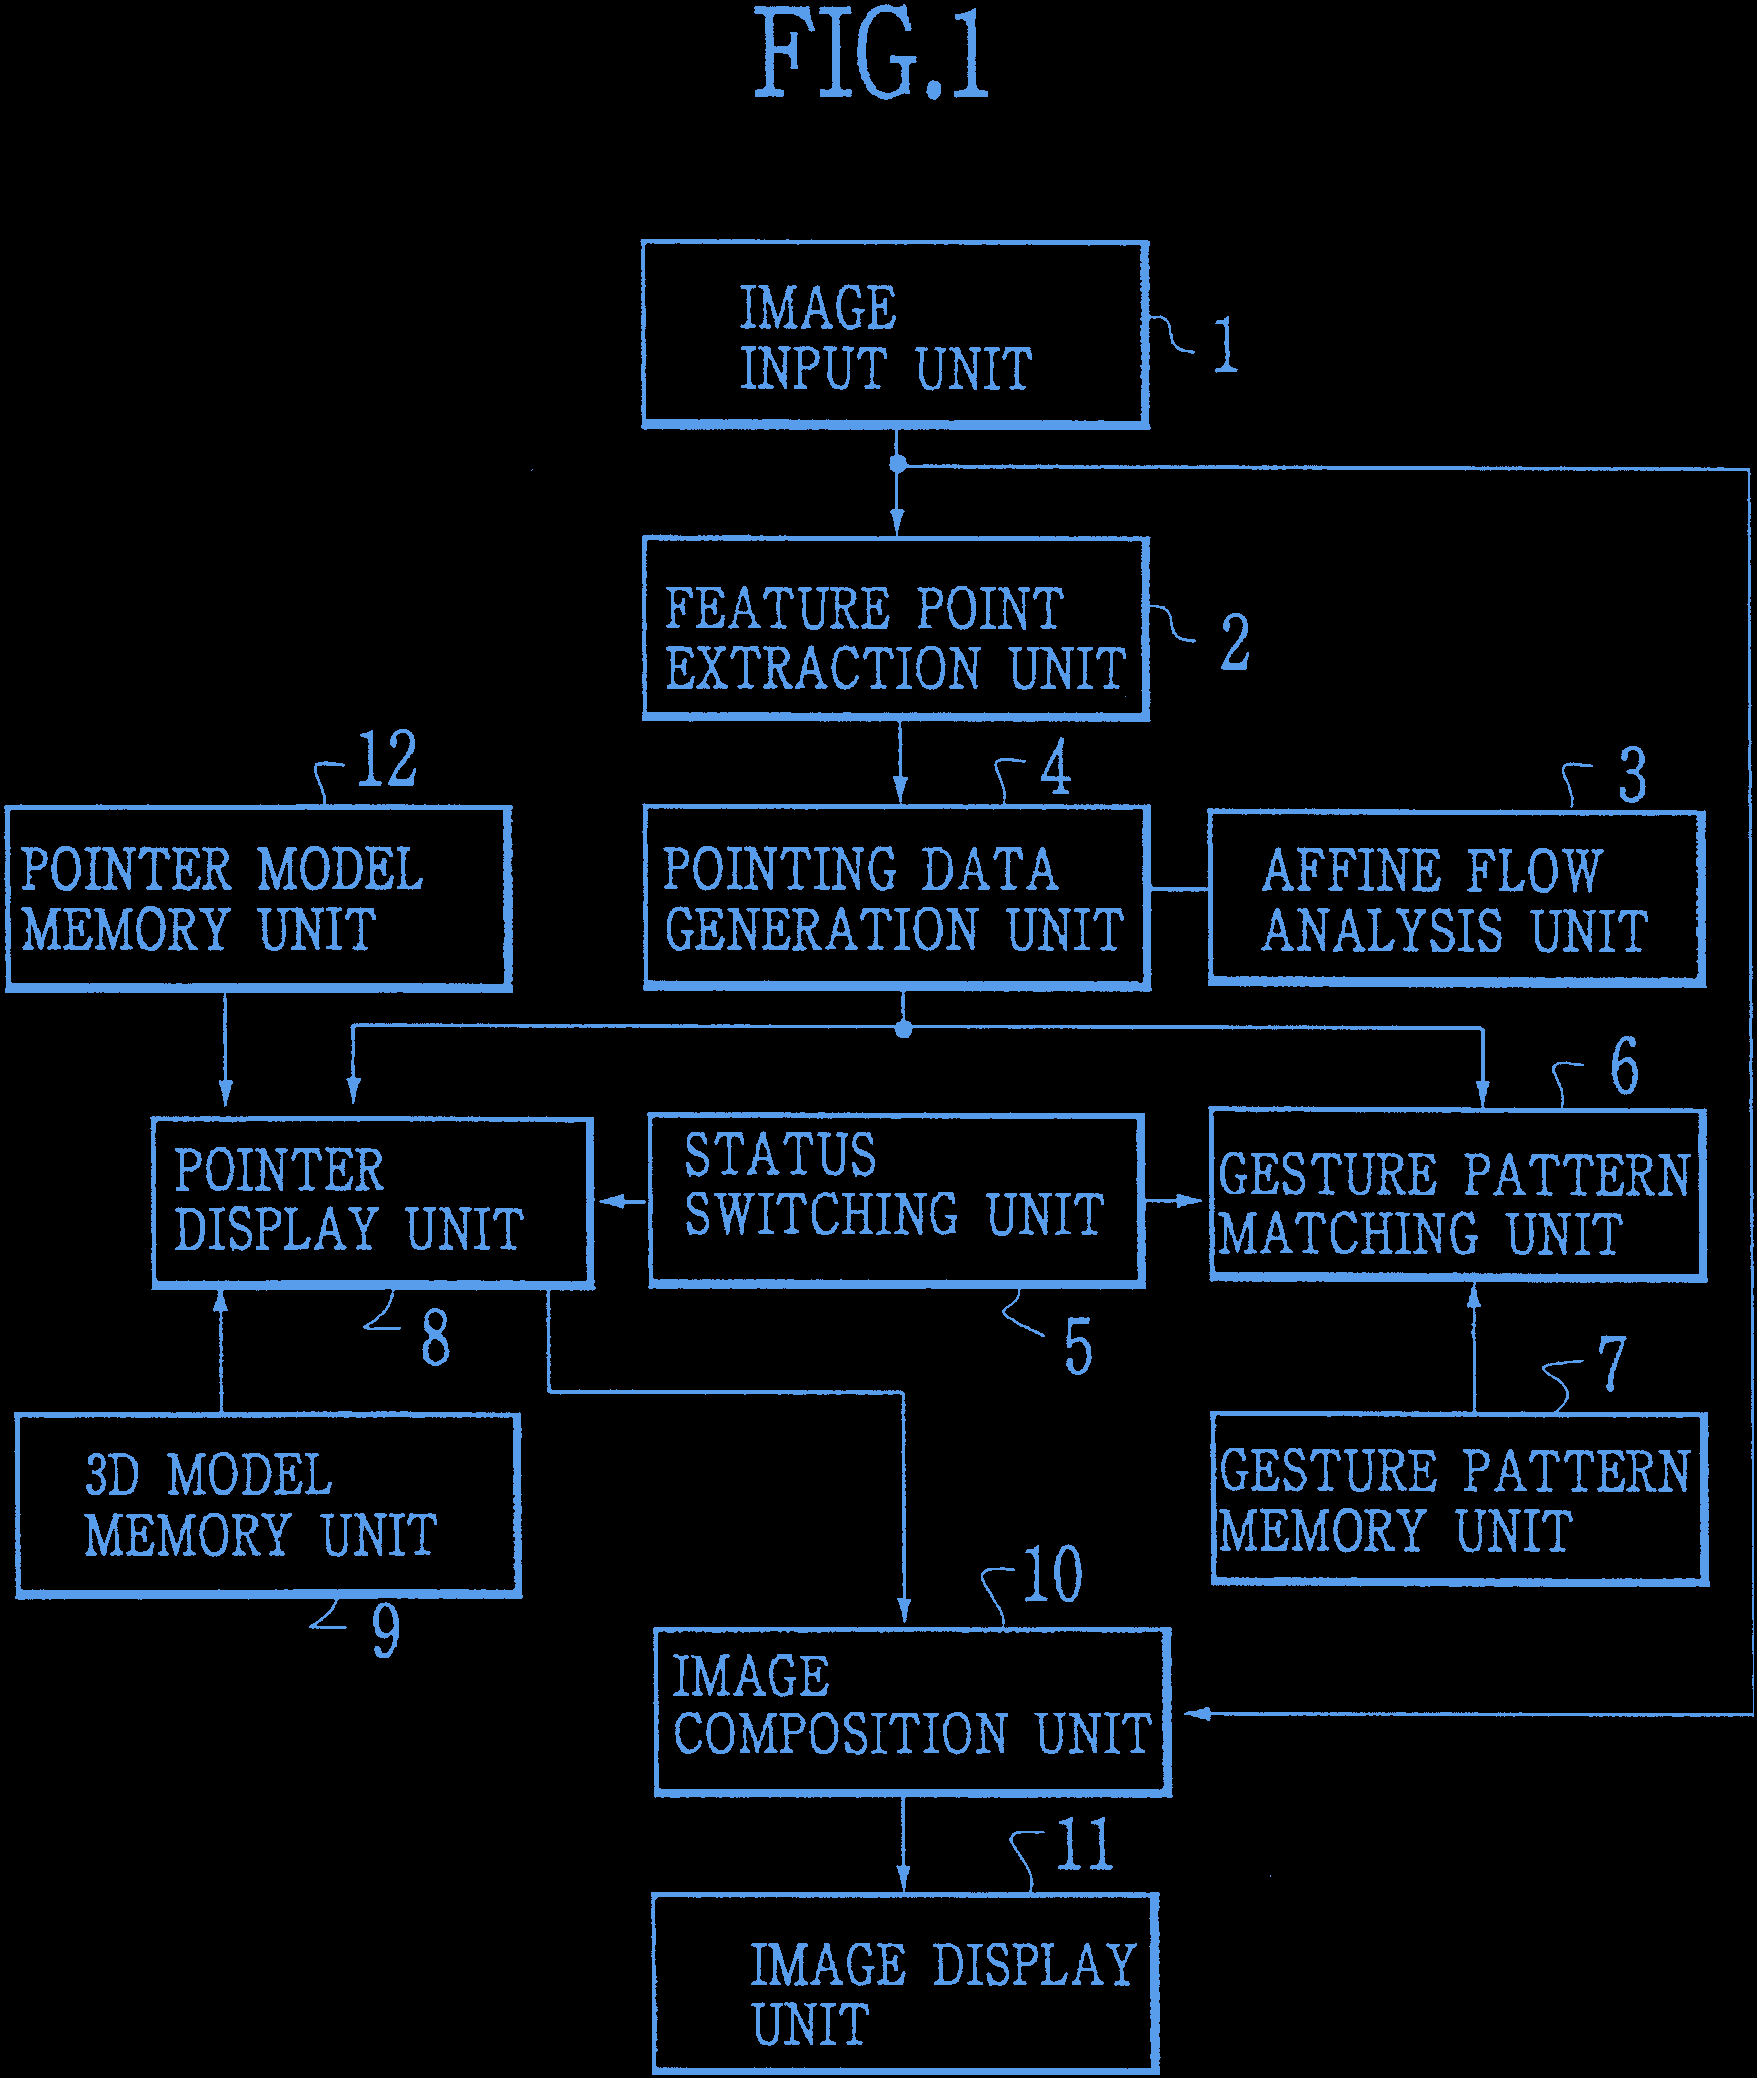 FIG.1
IMAGE
INPUT UNIT
1
FEATURE POINT
EXTRACTION UNIT
2
12
POINTER MODEL
MEMORY UNIT
4
POINTING DATA
GENERATION UNIT
3
AFFINE FLOW
ANALYSIS UNIT
POINTER
DISPLAY UNIT
8
STATUS
SWITCHING UNIT
5
6
GESTURE PATTERN
MATCHING UNIT
7
GESTURE PATTERN
MEMORY UNIT
3D MODEL
MEMORY UNIT
9
10
IMAGE
COMPOSITION UNIT
11
IMAGE DISPLAY
UNIT